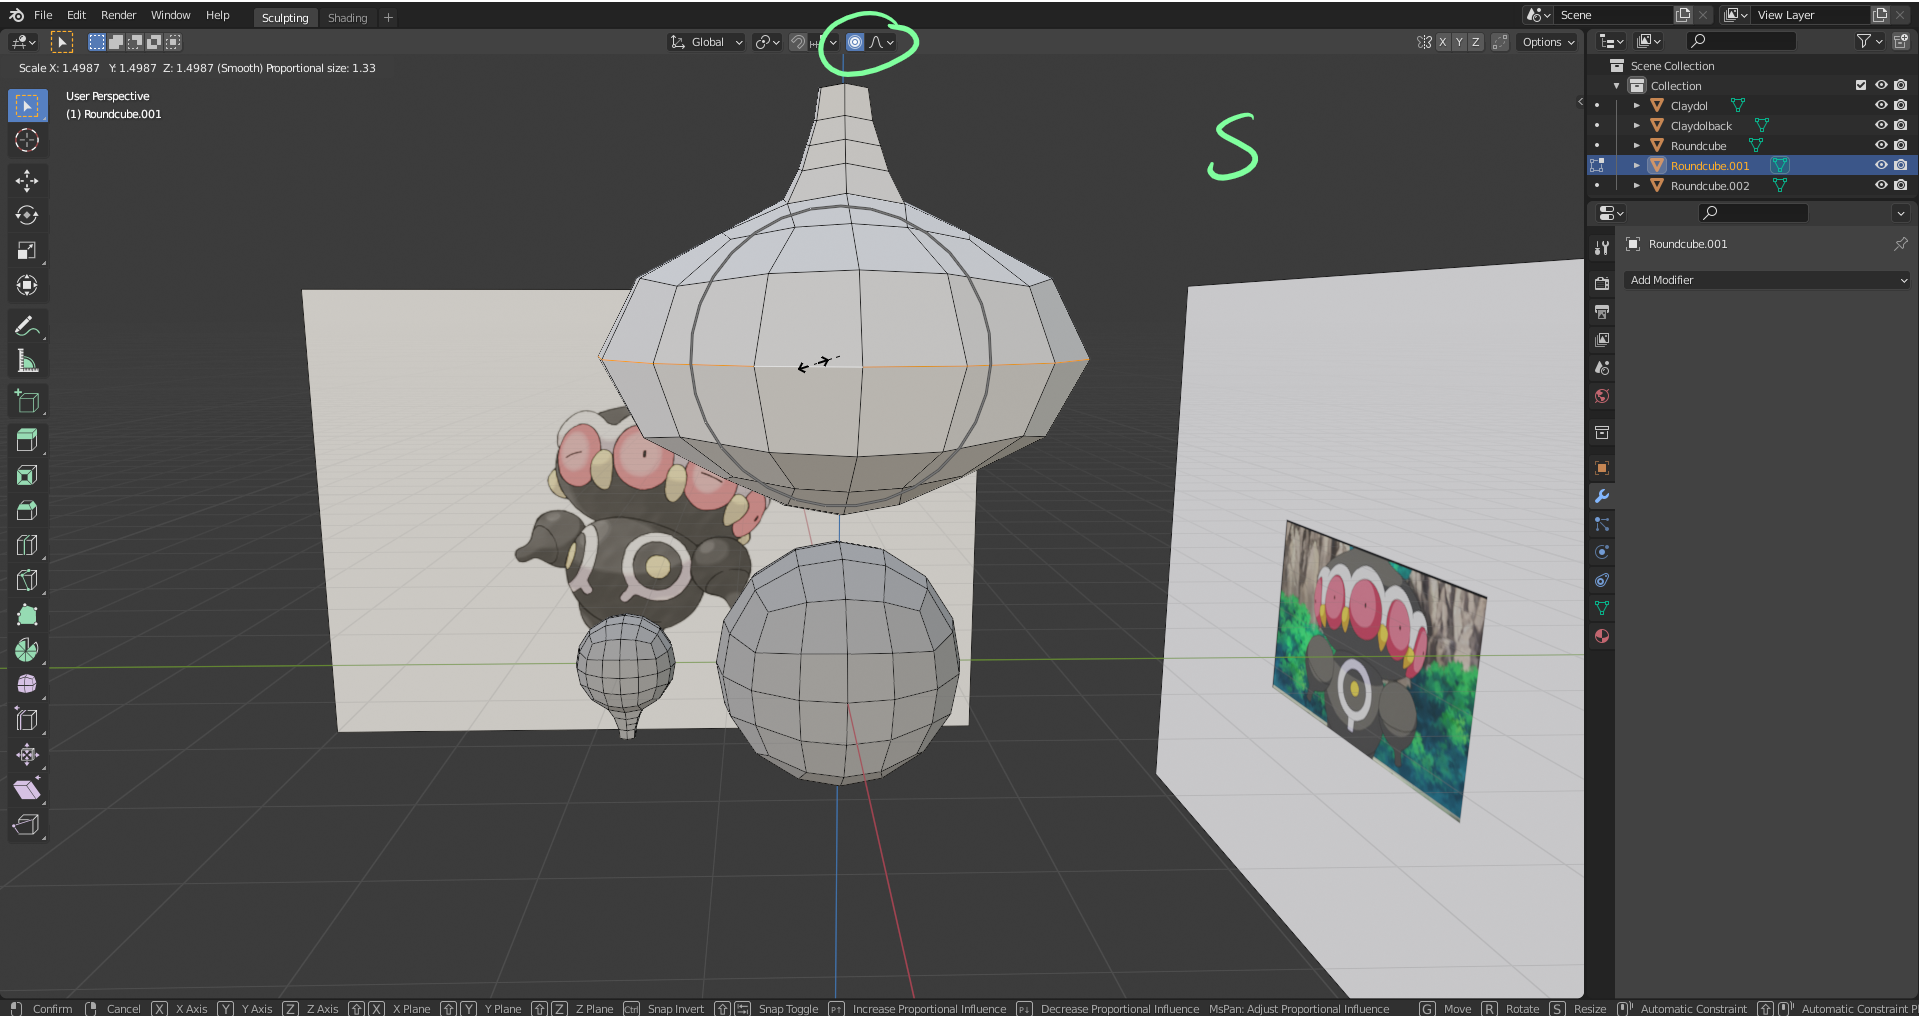 File Edit Render Window Help Sculpting Shading + Scene View Layer
Global X Y Z Options
Scale X: 1.4987 Y: 1.4987 Z: 1.4987 (Smooth) Proportional size: 1.33
User Perspective
(1) Roundcube.001
S
Scene Collection
Collection
Claydol
Claydolback
Roundcube
Roundcube.001
Roundcube.002
Roundcube.001
Add Modifier
Confirm Cancel X X Axis Y Y Axis Z Z Axis X X Plane Y Y Plane Z Z Plane Ctrl Snap Invert Snap Toggle P↑ Increase Proportional Influence P↓ Decrease Proportional Influence MsPan: Adjust Proportional Influence G Move R Rotate S Resize Automatic Constraint Automatic Constraint P